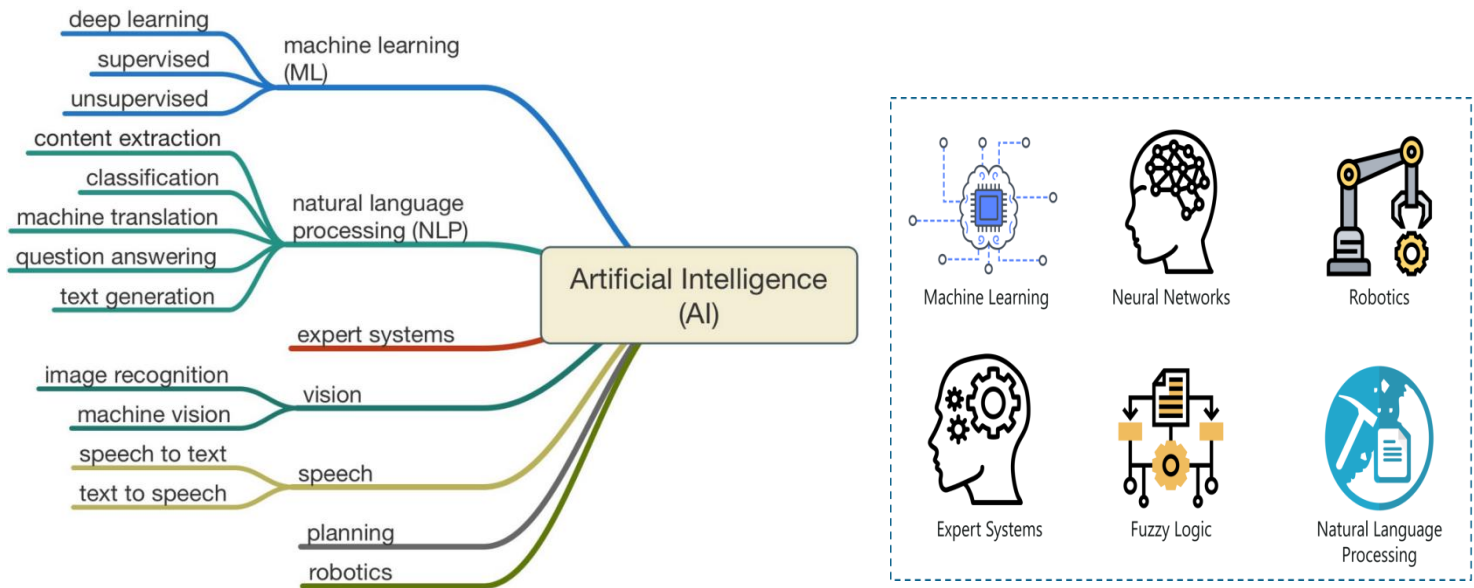 deep learning
supervised
unsupervised
machine learning
(ML)
content extraction
classification
machine translation
question answering
text generation
natural language
processing (NLP)
expert systems
image recognition
machine vision
vision
speech to text
text to speech
speech
planning
robotics
Artificial Intelligence
(AI)
Machine Learning
Neural Networks
Robotics
Expert Systems
Fuzzy Logic
Natural Language
Processing